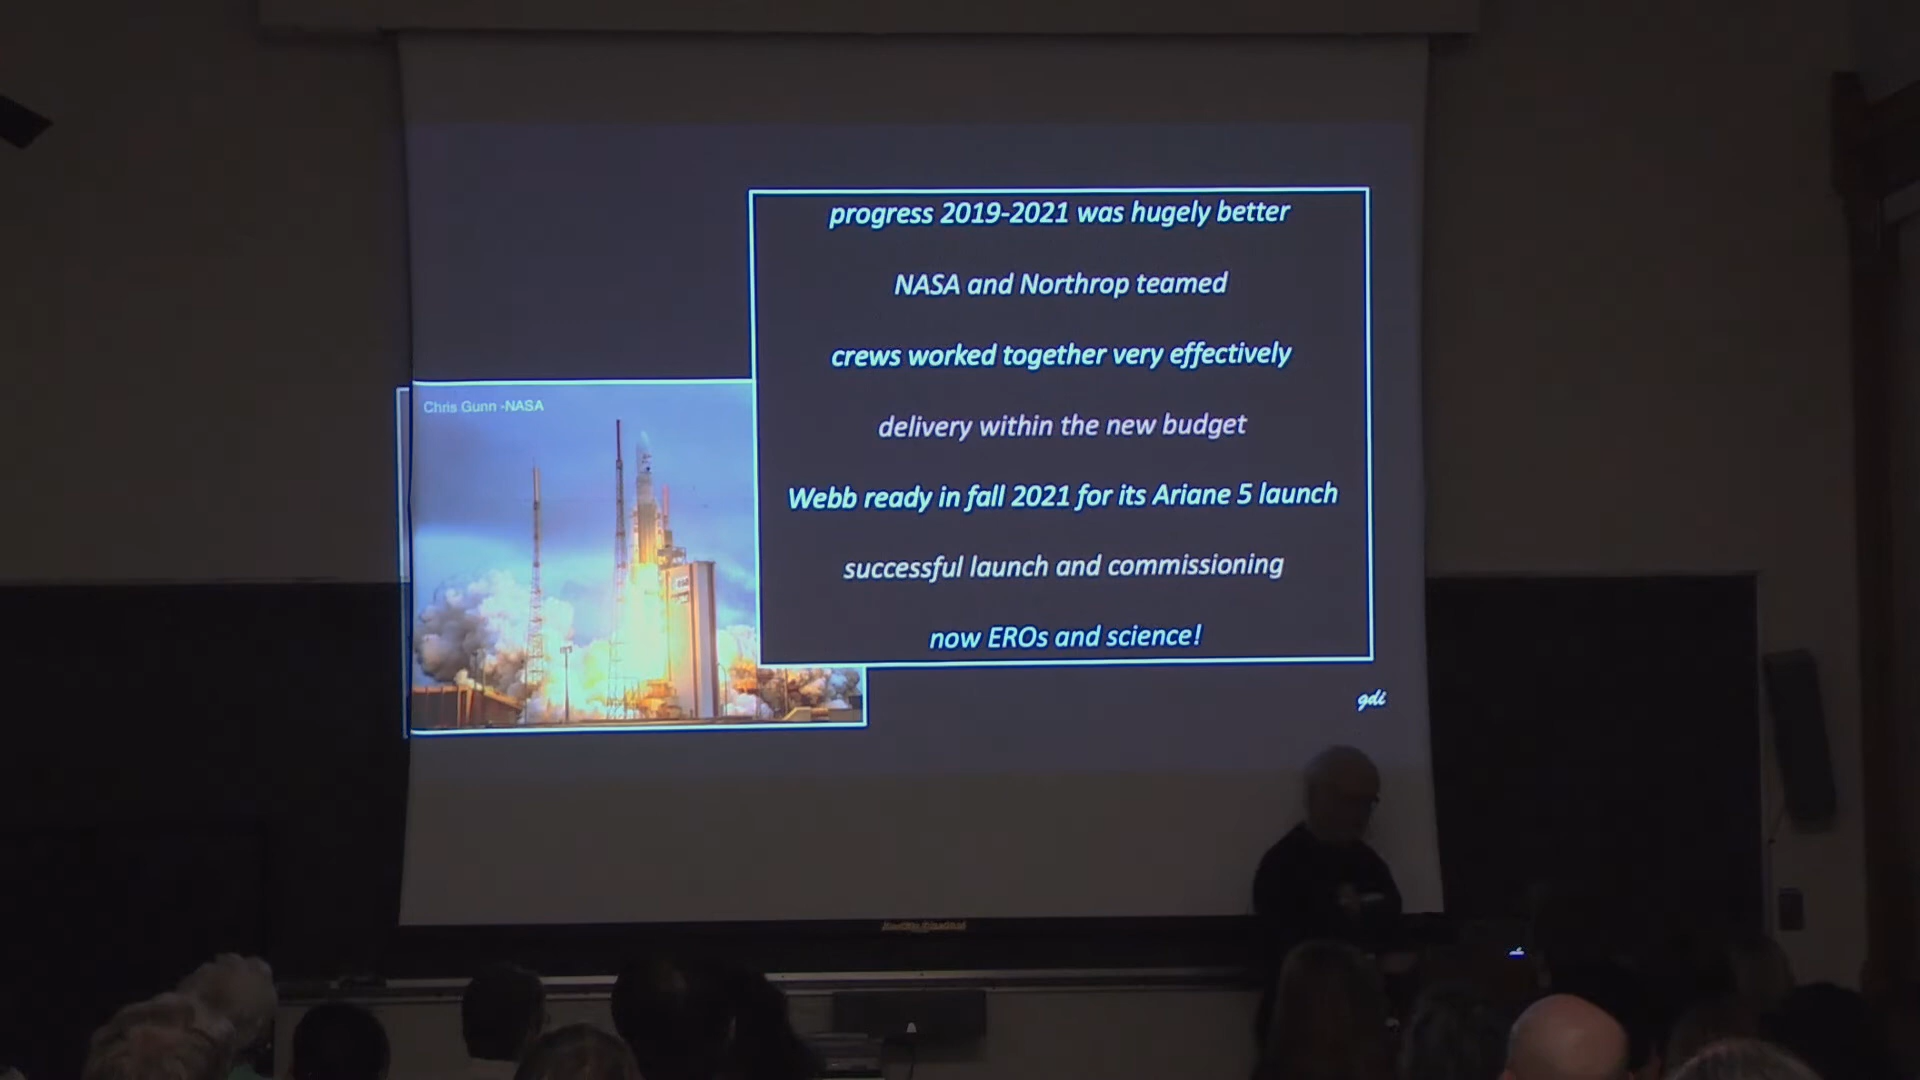 progress 2019-2021 was hugely better
NASA and Northrop teamed
crews worked together very effectively
delivery within the new budget
Webb ready in fall 2021 for its Ariane 5 launch
successful launch and commissioning
now EROs and science!
Chris Gunn -NASA
gdi